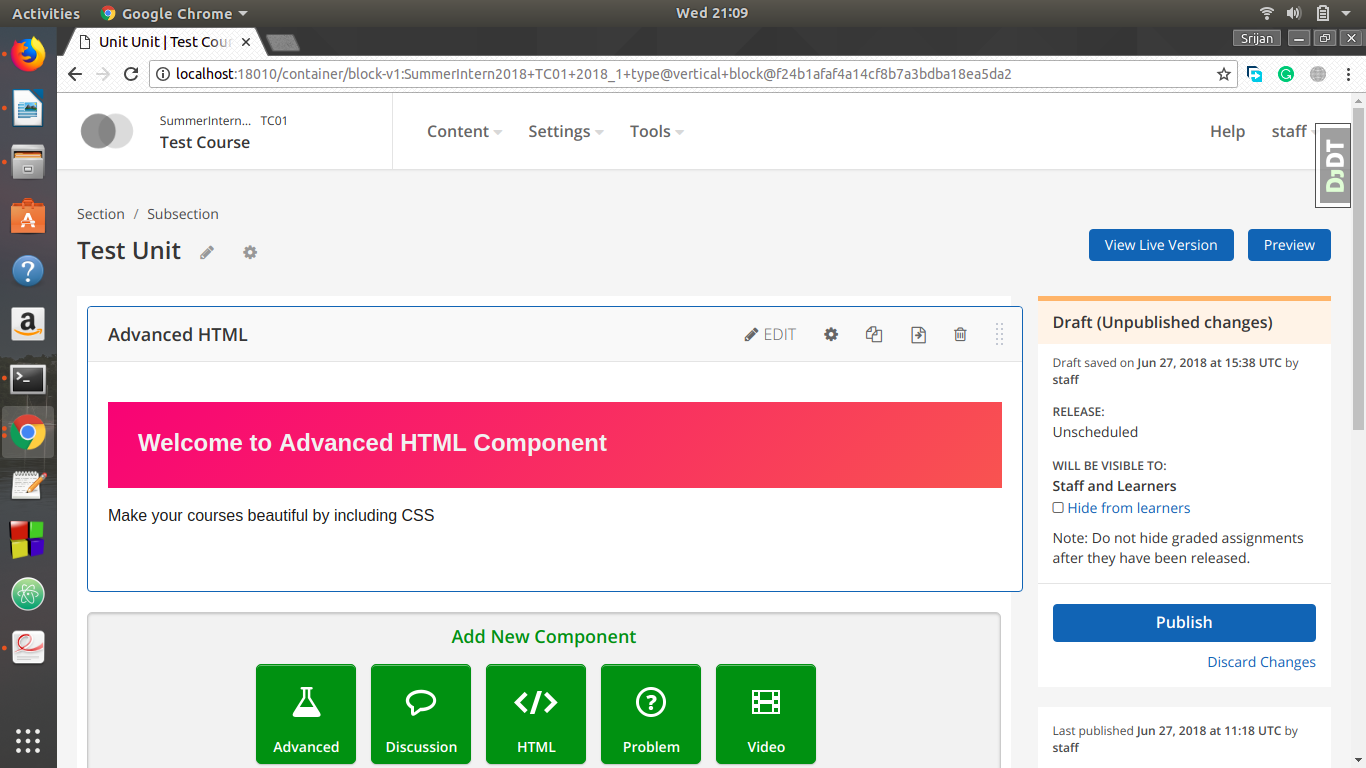 Activities Google Chrome Wed 21:09
Unit Unit | Test Cour Srijan
localhost:18010/container/block-v1:SummerIntern2018+TC01+2018_1+type@vertical+block@f24b1afaf4a14cf8b7a3bdba18ea5da2
SummerIntern... TC01
Test Course
Content Settings Tools Help staff
DjDT
Section / Subsection
Test Unit
View Live Version Preview
Advanced HTML EDIT
Welcome to Advanced HTML Component
Make your courses beautiful by including CSS
Add New Component
Advanced Discussion HTML Problem Video
Draft (Unpublished changes)
Draft saved on Jun 27, 2018 at 15:38 UTC by
staff
RELEASE:
Unscheduled
WILL BE VISIBLE TO:
Staff and Learners
Hide from learners
Note: Do not hide graded assignments
after they have been released.
Publish
Discard Changes
Last published Jun 27, 2018 at 11:18 UTC by
staff